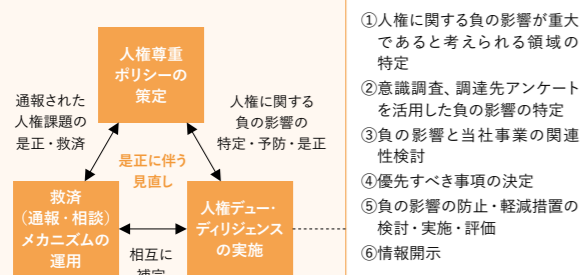 人権尊重
ポリシーの
策定
通報された
人権課題の
是正・救済
人権に関する
負の影響の
特定・予防・是正
是正に伴う
見直し
救済
（通報・相談）
メカニズムの
運用
人権デュー・
ディリジェンス
の実施
相互に
補完
①人権に関する負の影響が重大
であると考えられる領域の
特定
②意識調査、調達先アンケート
を活用した負の影響の特定
③負の影響と当社事業の関連
性検討
④優先すべき事項の決定
⑤負の影響の防止・軽減措置の
検討・実施・評価
⑥情報開示